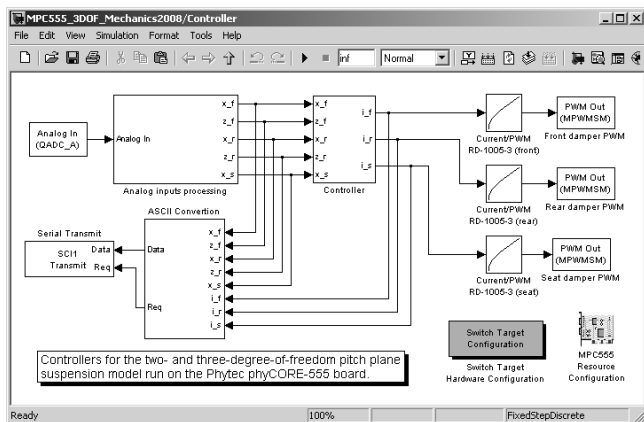 MPC555_3DOF_Mechanics2008/Controller
File Edit View Simulation Format Tools Help
inf
Normal
Analog In
(QADC_A)
Analog In
x_f
z_f
x_r
z_r
x_s
Analog inputs processing
x_f
z_f
x_r
z_r
x_s
i_f
i_r
i_s
Controller
Current/PWM
RD-1005-3 (front)
PWM Out
(MPWMSM)
Front damper PWM
Current/PWM
RD-1005-3 (rear)
PWM Out
(MPWMSM)
Rear damper PWM
Current/PWM
RD-1005-3 (seat)
PWM Out
(MPWMSM)
Seat damper PWM
ASCII Convertion
Data
Req
x_f
z_f
x_r
z_r
x_s
i_f
i_r
i_s
Serial Transmit
SCI1
Transmit
Data
Req
Controllers for the two- and three-degree-of-freedom pitch plane
suspension model run on the Phytec phyCORE-555 board.
Switch Target
Configuration
Switch Target
Hardware Configuration
MPC555
Resource
Configuration
Ready
100%
FixedStepDiscrete